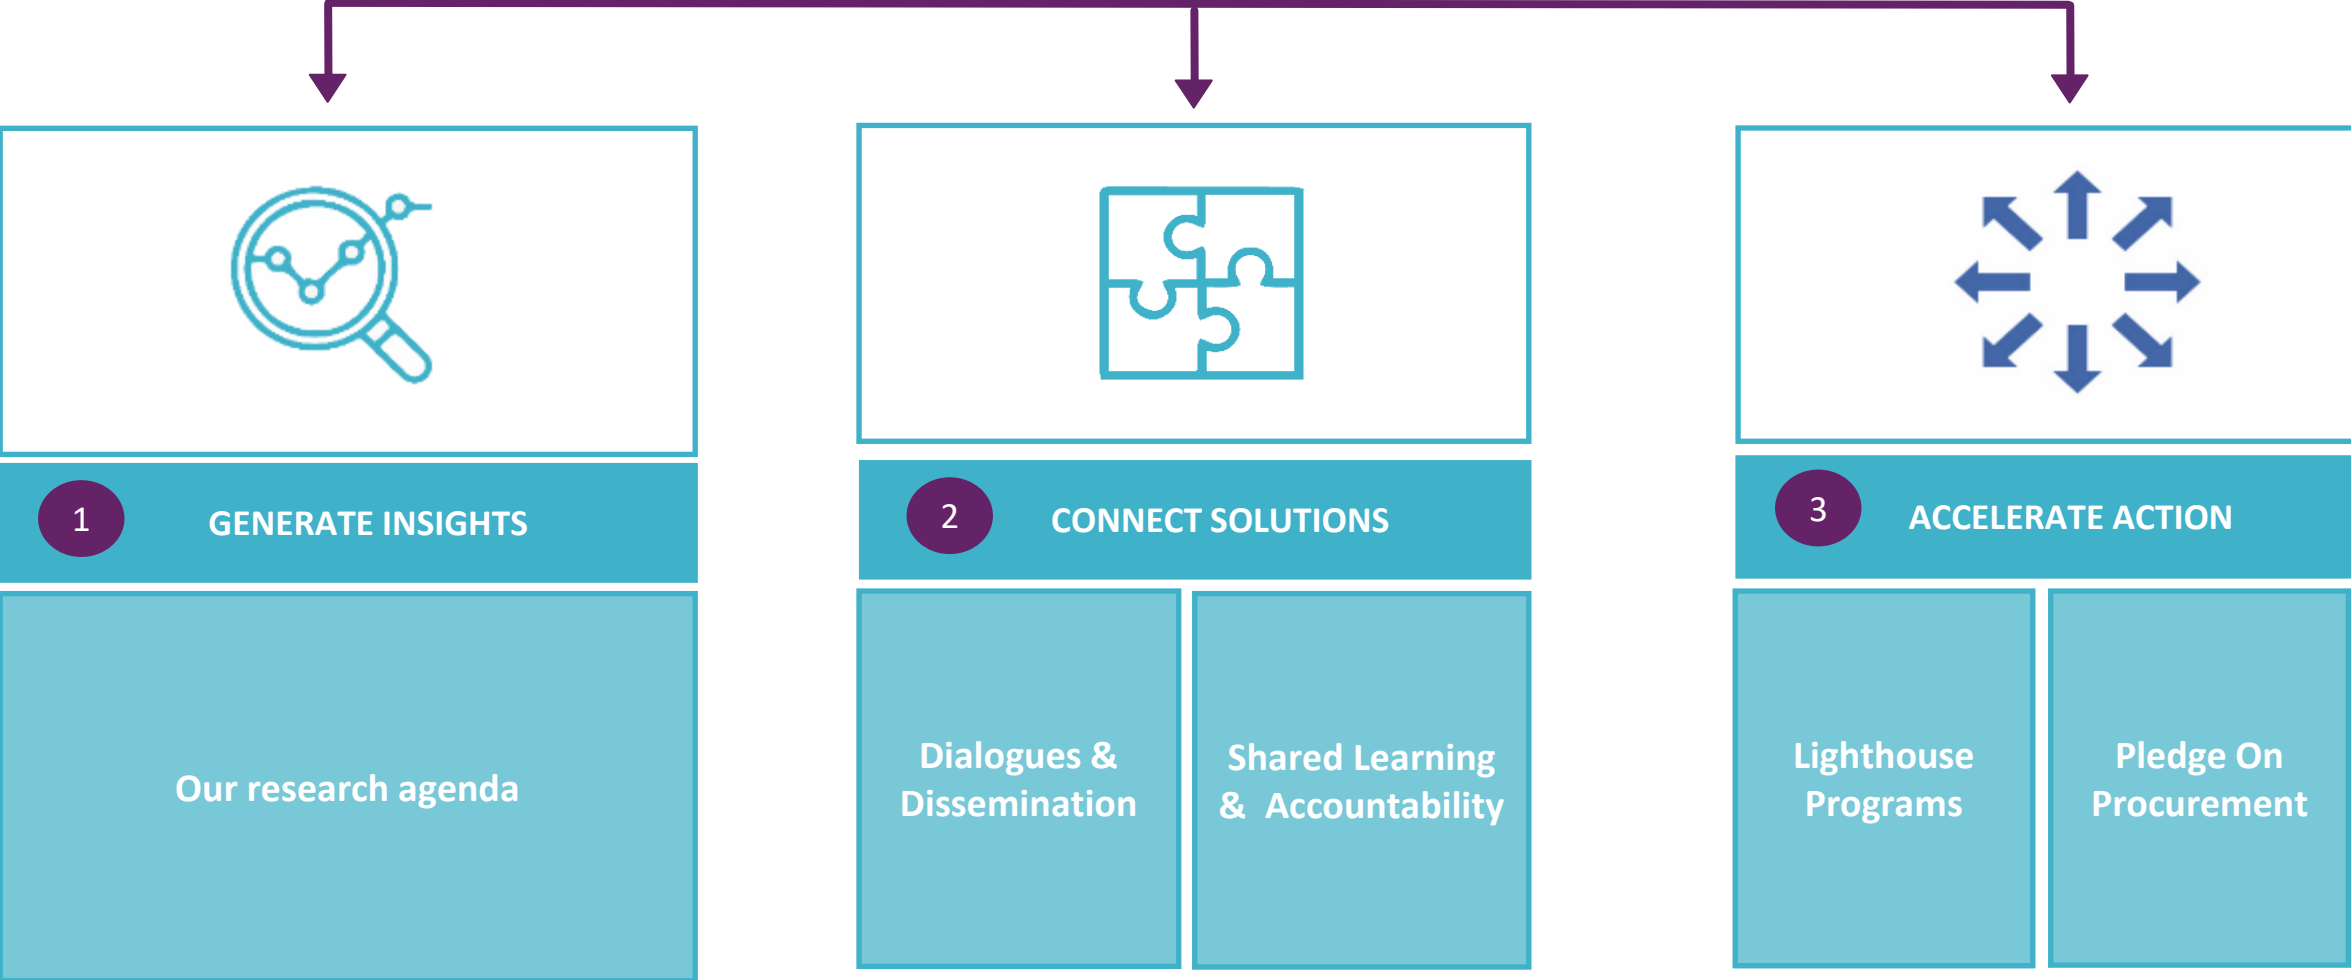 1
GENERATE INSIGHTS
Our research agenda
2
CONNECT SOLUTIONS
Dialogues &
Dissemination
Shared Learning
& Accountability
3
ACCELERATE ACTION
Lighthouse
Programs
Pledge On
Procurement